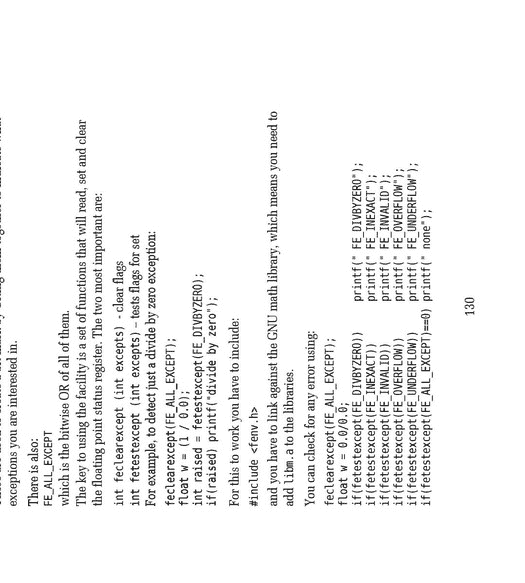 exceptions you are interested in.
There is also:
FE_ALL_EXCEPT
which is the bitwise OR of all of them.
The key to using the facility is a set of functions that will read, set and clear
the floating point status register. The two most important are:
int feclearexcept (int excepts) - clear flags
int fetestexcept (int excepts) – tests flags for set
For example, to detect just a divide by zero exception:
feclearexcept(FE_ALL_EXCEPT);
float w = (1 / 0.0);
int raised = fetestexcept(FE_DIVBYZERO);
if(raised) printf("divide by zero");
For this to work you have to include:
#include <fenv.h>
and you have to link against the GNU math library, which means you need to
add libm.a to the libraries.
You can check for any error using:
feclearexcept(FE_ALL_EXCEPT);
float w = 0.0/0.0;
if(fetestexcept(FE_DIVBYZERO)) printf(" FE_DIVBYZERO");
if(fetestexcept(FE_INEXACT)) printf(" FE_INEXACT");
if(fetestexcept(FE_INVALID)) printf(" FE_INVALID");
if(fetestexcept(FE_OVERFLOW)) printf(" FE_OVERFLOW");
if(fetestexcept(FE_UNDERFLOW)) printf(" FE_UNDERFLOW");
if(fetestexcept(FE_ALL_EXCEPT)==0) printf(" none");
130